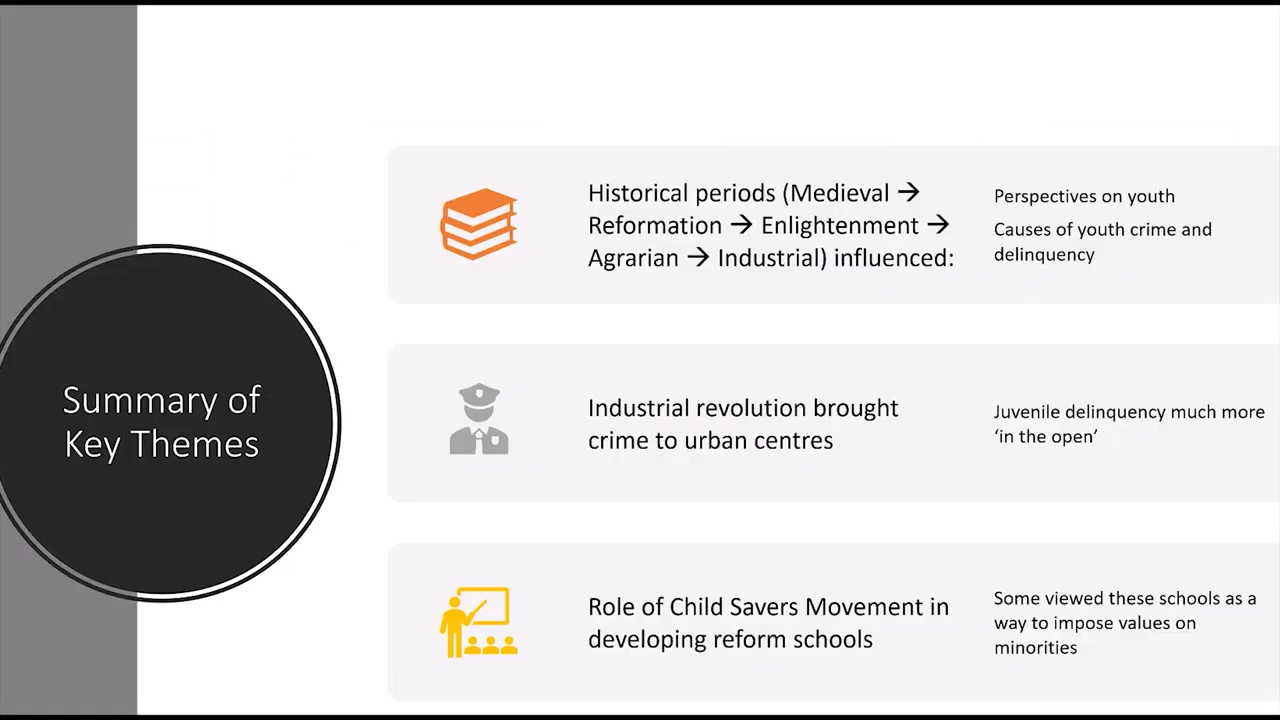 Summary of
Key Themes
Historical periods (Medieval →
Reformation → Enlightenment →
Agrarian → Industrial) influenced:
Perspectives on youth
Causes of youth crime and
delinquency
Industrial revolution brought
crime to urban centres
Juvenile delinquency much more
‘in the open’
Role of Child Savers Movement in
developing reform schools
Some viewed these schools as a
way to impose values on
minorities